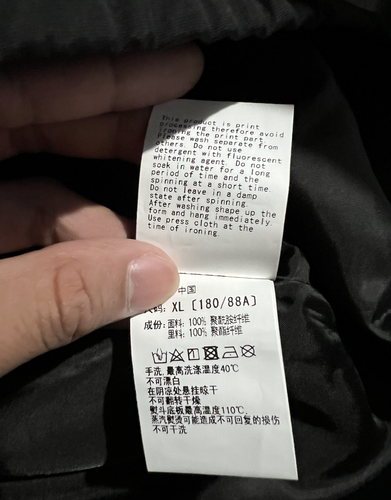 This product is print
processing therefore avoid
ironing the print part.
Please wash separate from
others. Do not use
detergent with fluorescent
whitening agent. Do not
soak in water for a long
period of time and the
spinning at a short time.
Do not leave in a damp
state after spinning.
After washing shape up the
form and hang immediately.
Use press cloth at the
time of ironing.
中国
码: XL [180/88A]
成份: 面料: 100% 聚酰胺纤维
里料: 100% 聚酯纤维
手洗,最高洗涤温度40℃
不可漂白
在阴凉处悬挂晾干
不可翻转干燥
熨斗底板最高温度110℃,
蒸汽熨烫可能造成不可回复的损伤
不可干洗